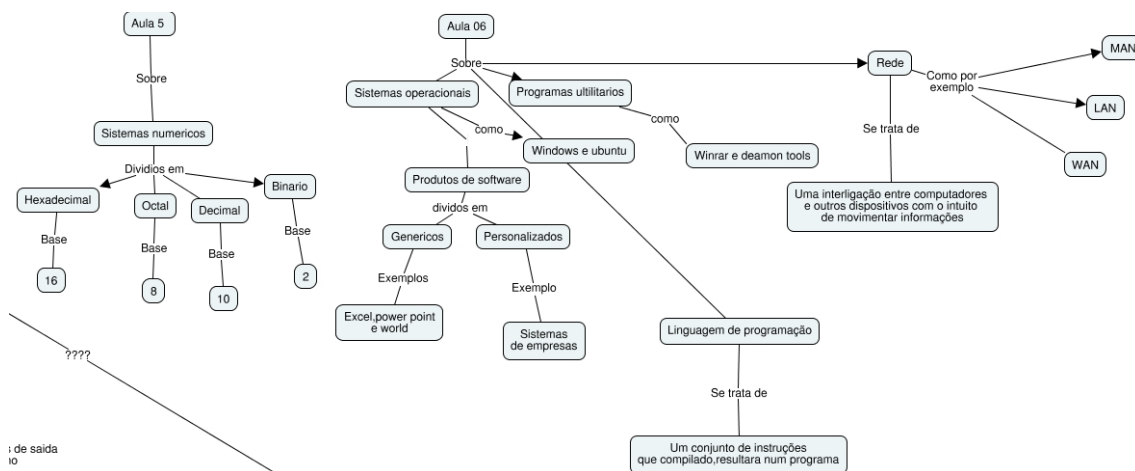 Aula 5
Sobre
Sistemas numericos
Dividios em
Hexadecimal
Octal
Decimal
Binario
Base
Base
Base
Base
16
8
10
2
????
de saida
Aula 06
Sobre
Sistemas operacionais
Programas ultilitarios
como
como
Windows e ubuntu
Winrar e deamon tools
Produtos de software
dividos em
Genericos
Personalizados
Exemplos
Exemplo
Excel,power point
e world
Sistemas
de empresas
Linguagem de programação
Se trata de
Um conjunto de instruções
que compilado,resultara num programa
Rede
Como por
exemplo
MAN
LAN
WAN
Se trata de
Uma interligação entre computadores
e outros dispositivos com o intuito
de movimentar informações